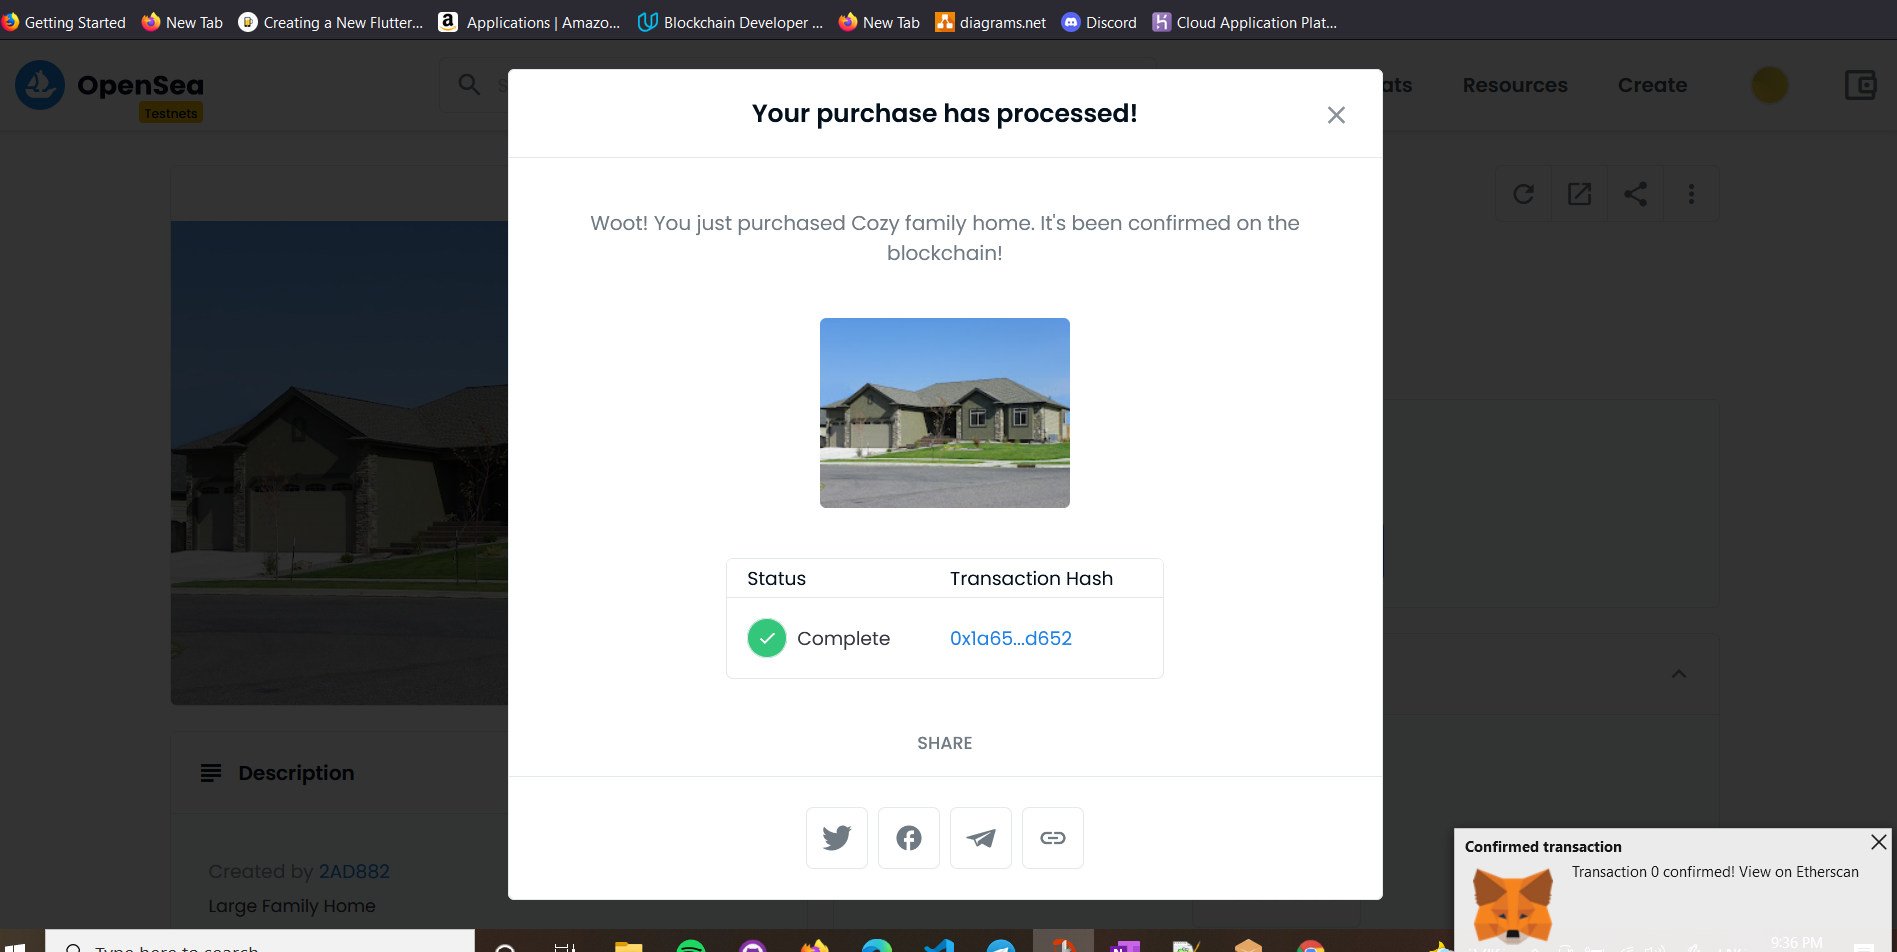 Getting Started New Tab Creating a New Flutter... Applications | Amazo... Blockchain Developer ... New Tab diagrams.net Discord Cloud Application Plat...
OpenSea
Testnets
Resources Create
Your purchase has processed!
Woot! You just purchased Cozy family home. It's been confirmed on the
blockchain!
Status Transaction Hash
Complete 0x1a65...d652
SHARE
Description
Created by 2AD882
Large Family Home
Confirmed transaction
Transaction 0 confirmed! View on Etherscan
Type here to search
9:36 PM